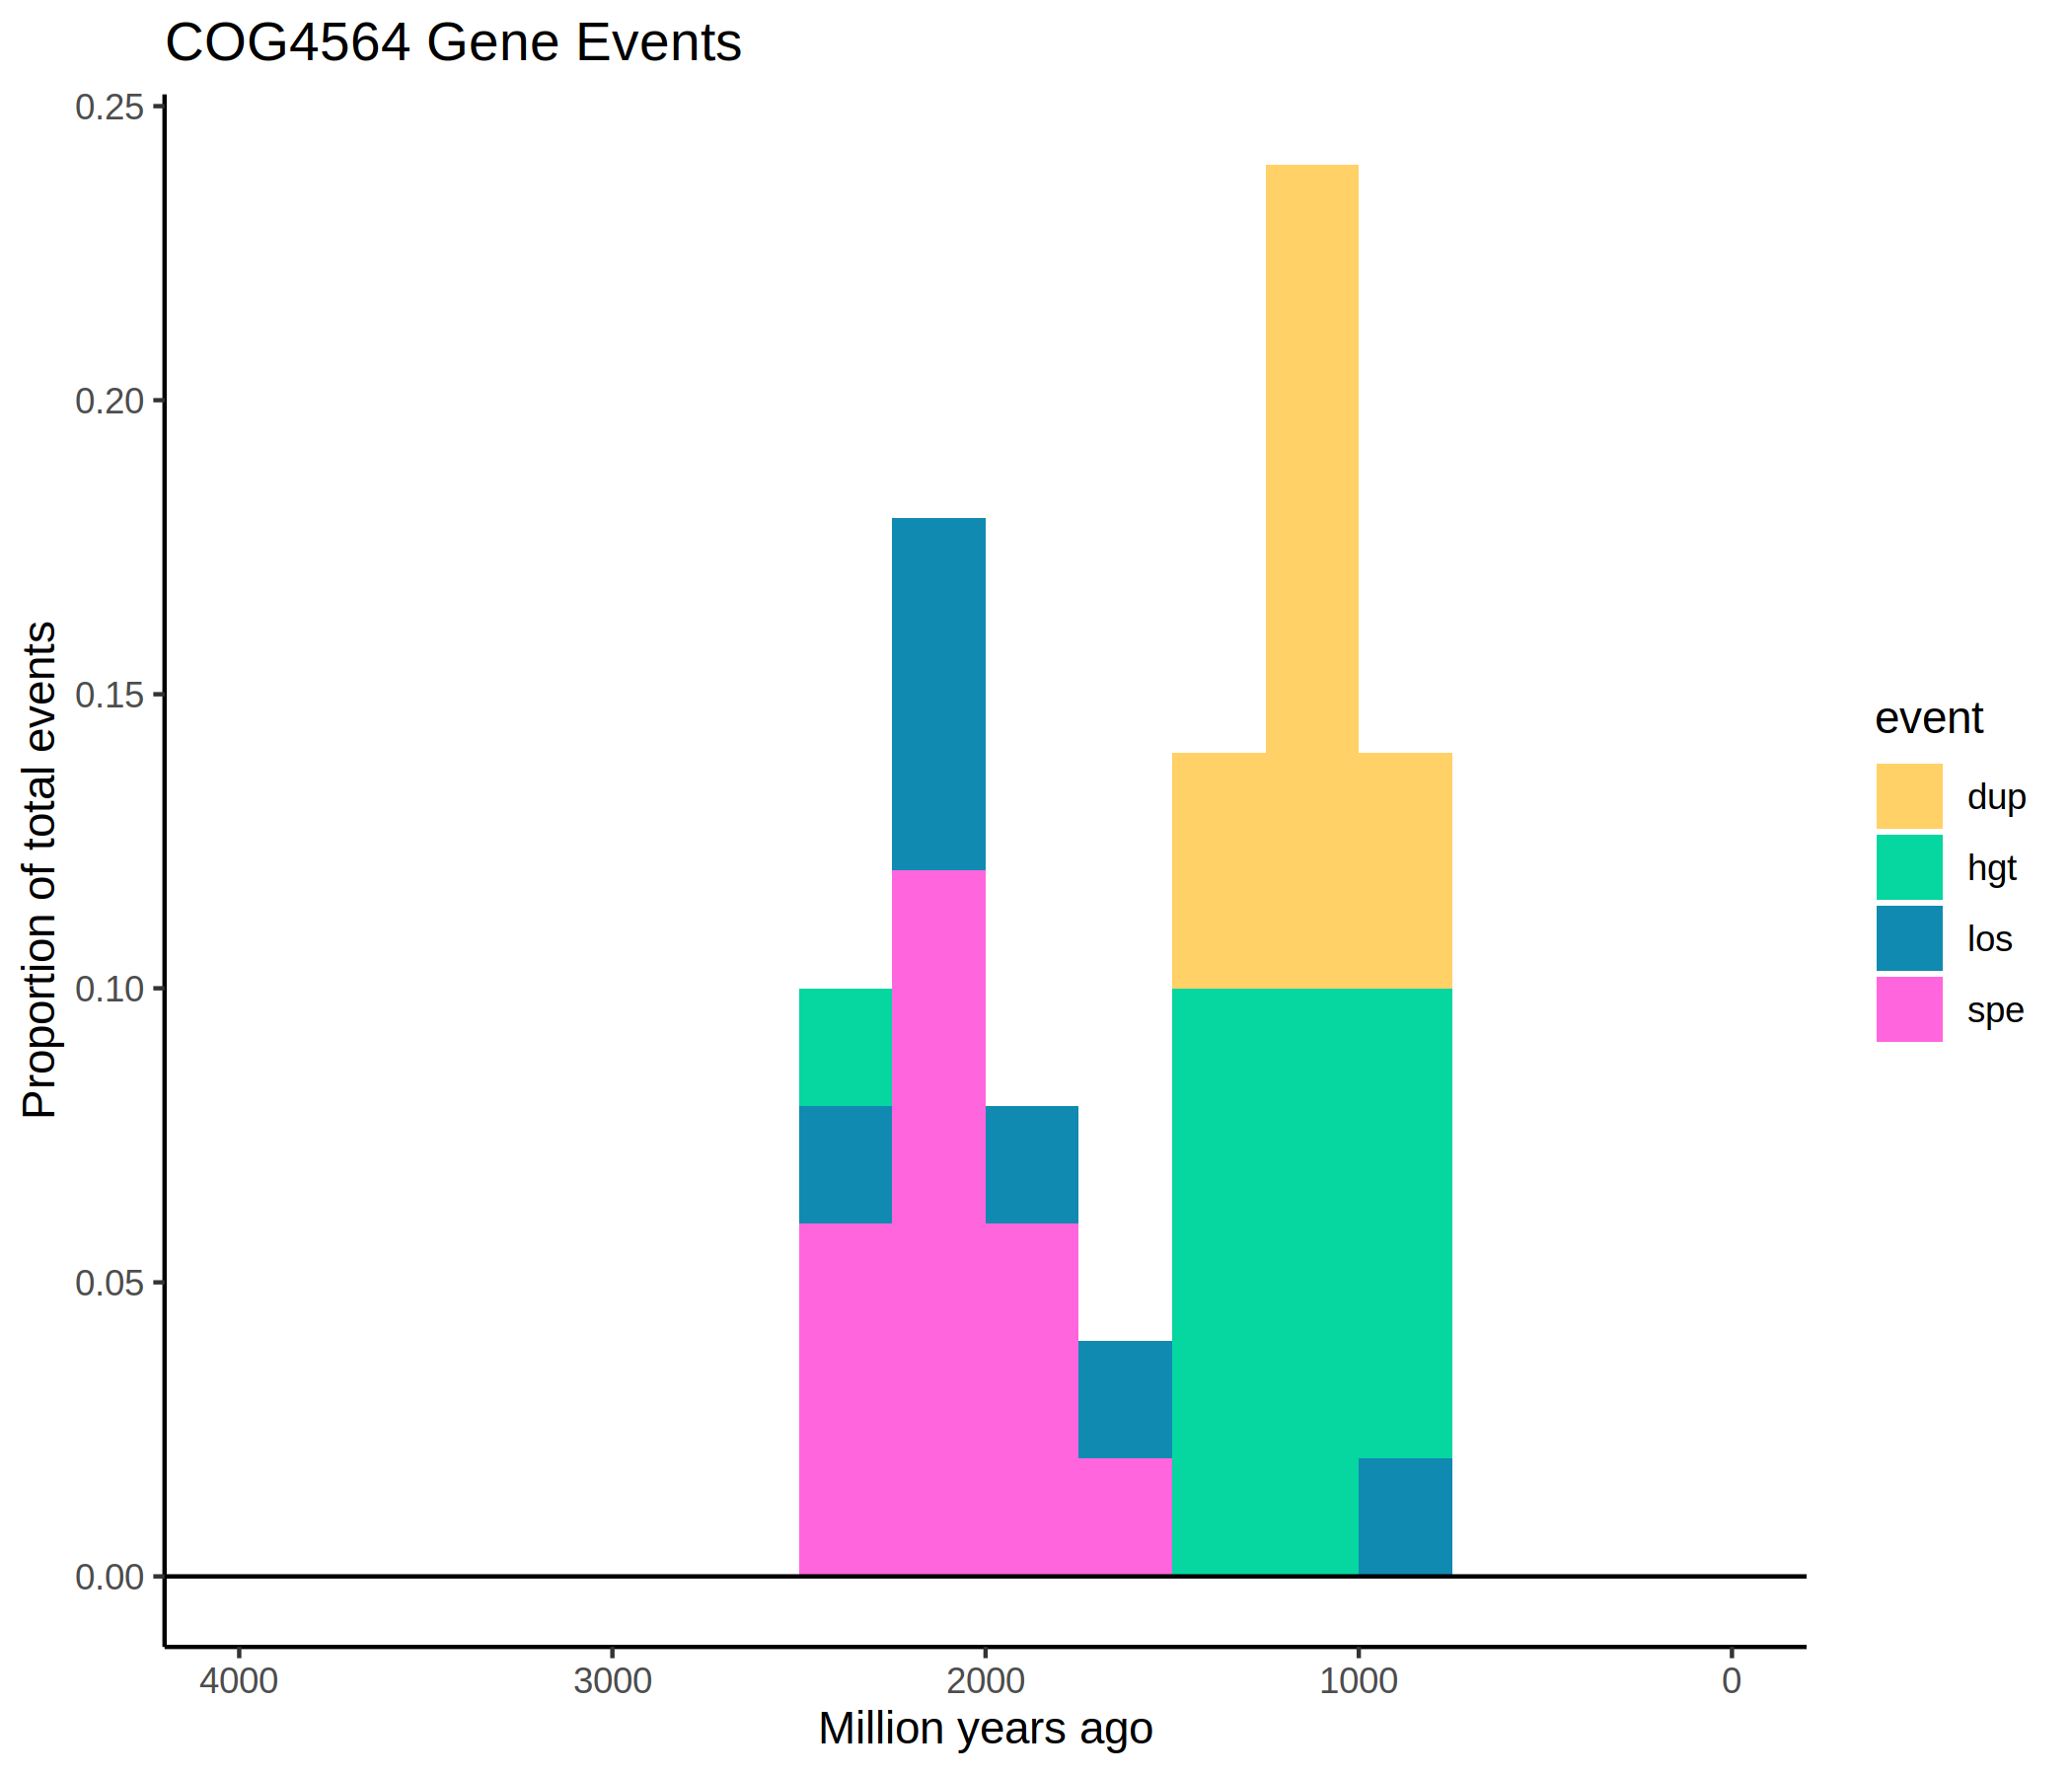 COG4564 Gene Events
Proportion of total events
0.25
0.20
0.15
0.10
0.05
0.00
4000 3000 2000 1000 0
Million years ago
event
dup
hgt
los
spe